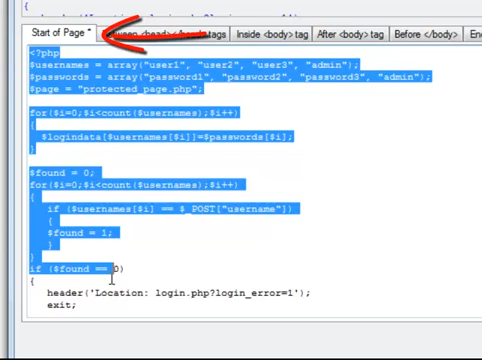 Start of Page * tags Inside <body> tag After <body> tag Before </body>
<?php
$usernames = array("user1", "user2", "user3", "admin");
$passwords = array("password1", "password2", "password3", "admin");
$page = "protected_page.php";
for($i=0;$i<count($usernames);$i++)
{
$logindata[$usernames[$i]]=$passwords[$i];
}
$found = 0;
for($i=0;$i<count($usernames);$i++)
{
if ($usernames[$i] == $_POST["username"])
{
$found = 1;
}
}
if ($found == 0)
{
header('Location: login.php?login_error=1');
exit;